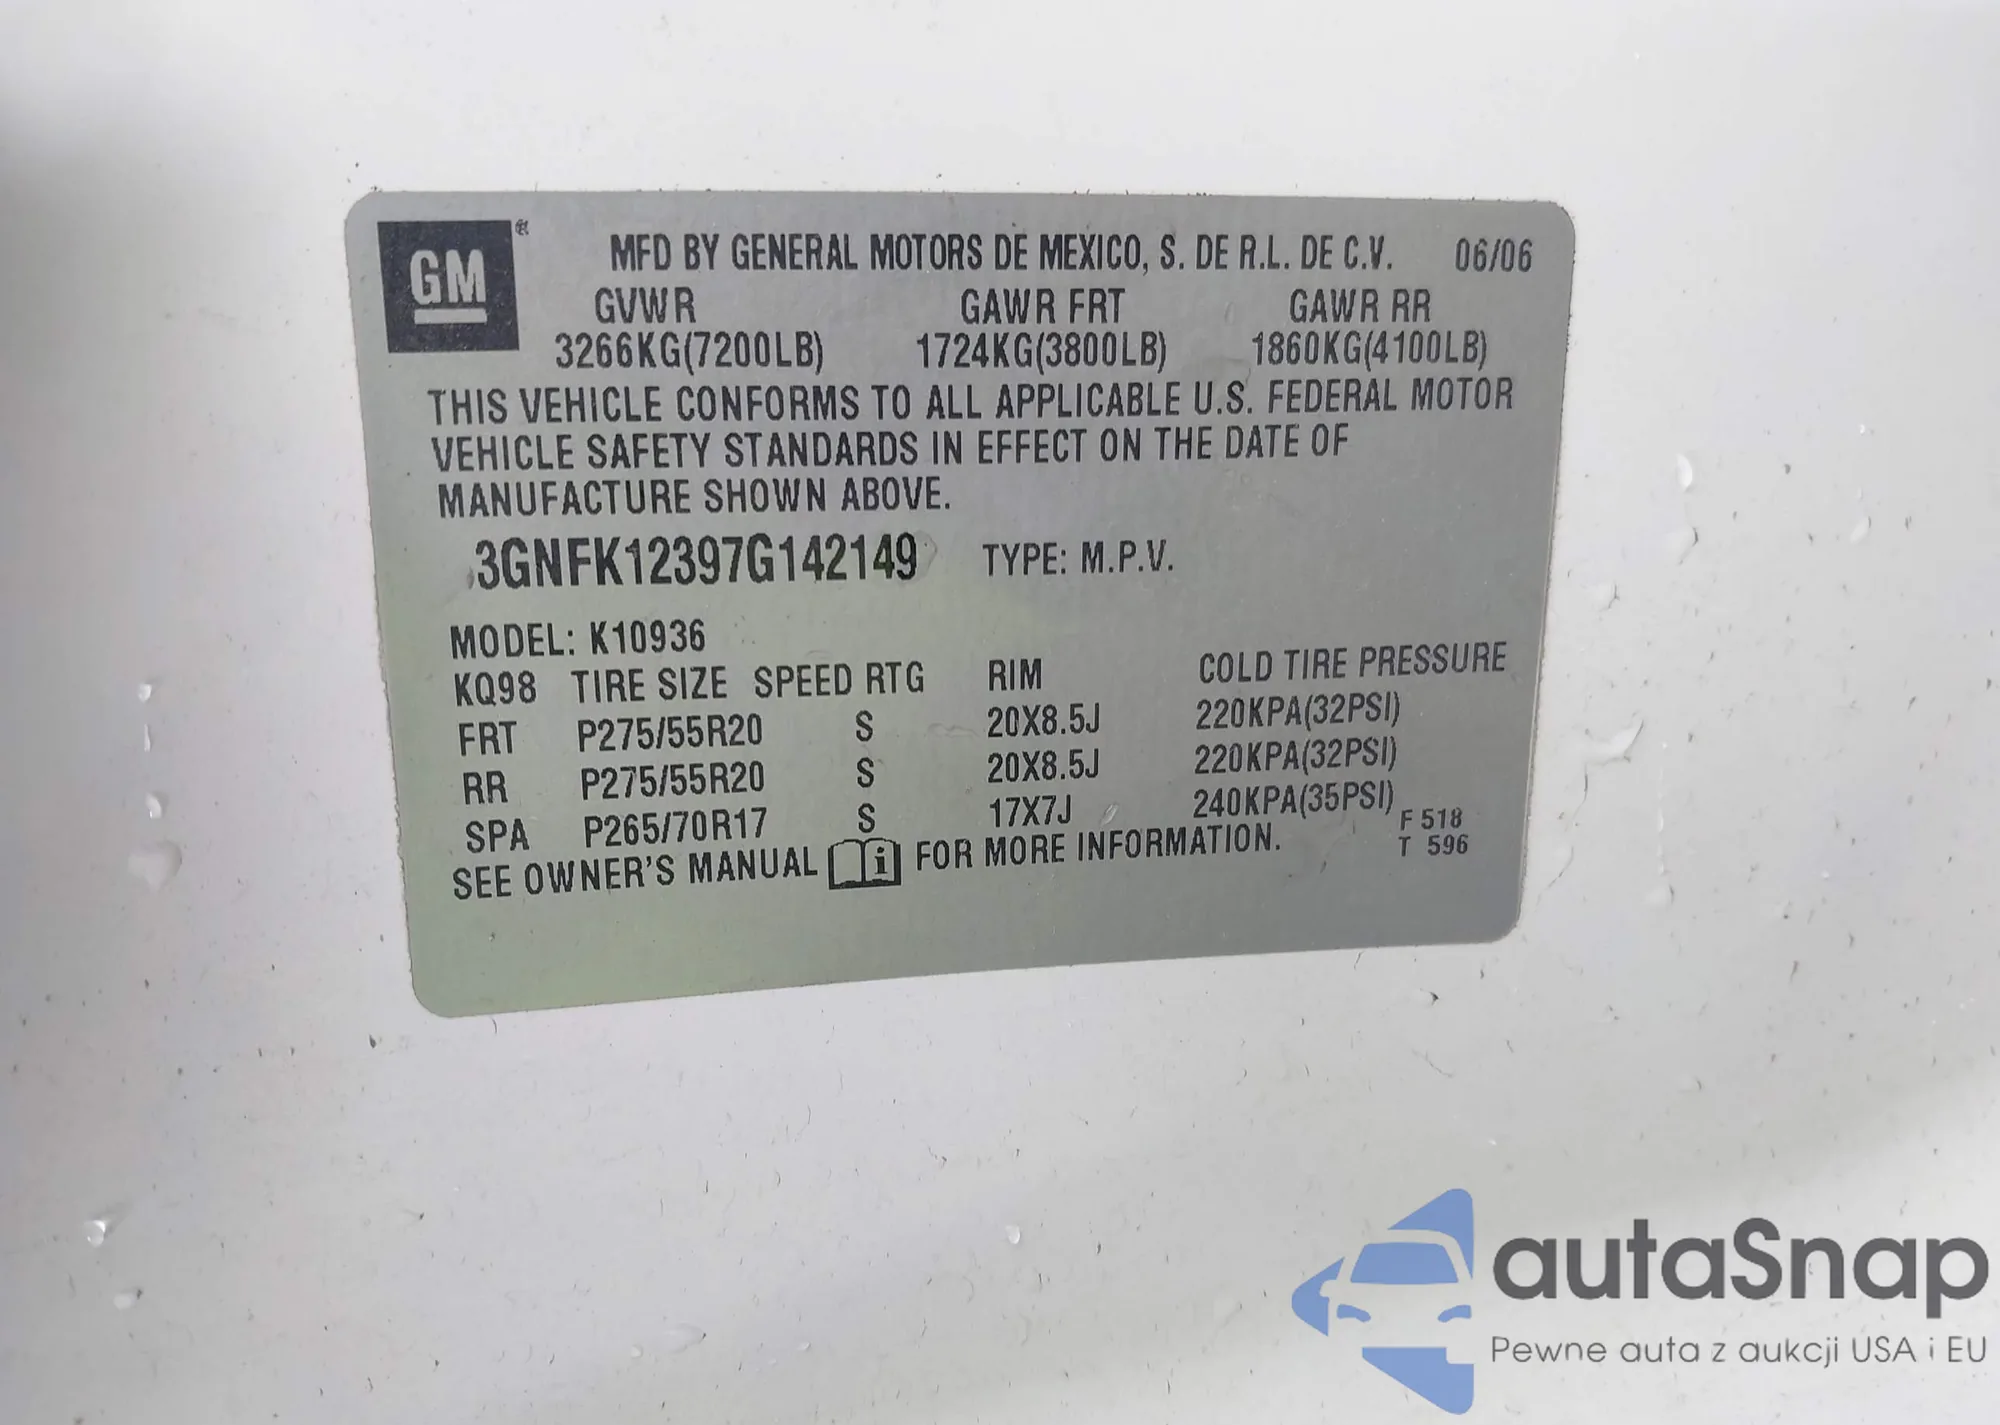 GM
MFD BY GENERAL MOTORS DE MEXICO, S. DE R.L. DE C.V. 06/06
GVWR GAWR FRT GAWR RR
3266KG(7200LB) 1724KG(3800LB) 1860KG(4100LB)
THIS VEHICLE CONFORMS TO ALL APPLICABLE U.S. FEDERAL MOTOR
VEHICLE SAFETY STANDARDS IN EFFECT ON THE DATE OF
MANUFACTURE SHOWN ABOVE.
3GNFK12397G142149 TYPE: M.P.V.
MODEL: K10936
KQ98 TIRE SIZE SPEED RTG RIM COLD TIRE PRESSURE
FRT P275/55R20 S 20X8.5J 220KPA(32PSI)
RR P275/55R20 S 20X8.5J 220KPA(32PSI)
SPA P265/70R17 S 17X7J 240KPA(35PSI)
F 518
T 596
SEE OWNER'S MANUAL i FOR MORE INFORMATION.
autaSnap
Pewne auta z aukcji USA i EU